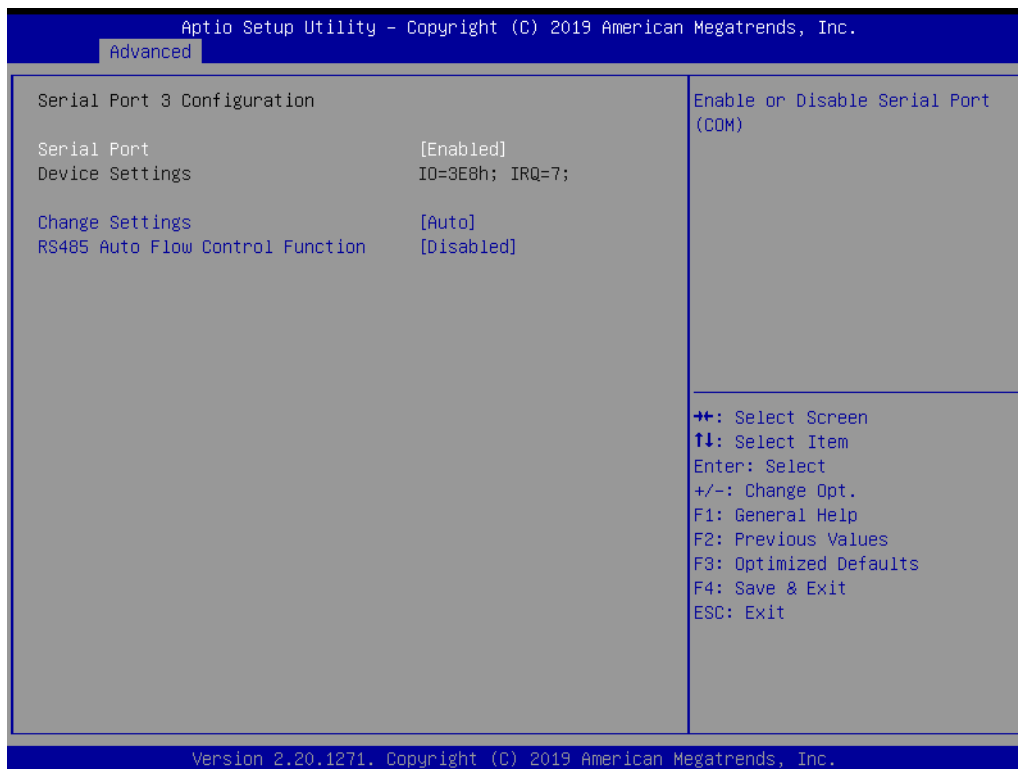 Aptio Setup Utility – Copyright (C) 2019 American Megatrends, Inc.
Advanced
Serial Port 3 Configuration
Serial Port [Enabled]
Device Settings IO=3E8h; IRQ=7;
Change Settings [Auto]
RS485 Auto Flow Control Function [Disabled]
Enable or Disable Serial Port
(COM)
→←: Select Screen
↑↓: Select Item
Enter: Select
+/-: Change Opt.
F1: General Help
F2: Previous Values
F3: Optimized Defaults
F4: Save & Exit
ESC: Exit
Version 2.20.1271. Copyright (C) 2019 American Megatrends, Inc.